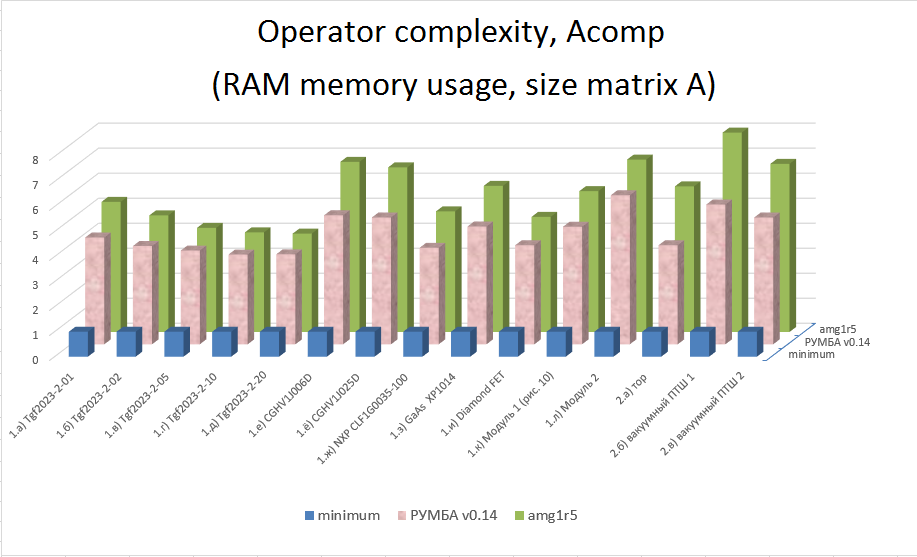 Operator complexity, Acomp
(RAM memory usage, size matrix A)
8
7
6
5
4
3
2
1
0
amg1r5
РУМБА v0.14
minimum
1.а) Tgf2023-2-01
1.б) Tgf2023-2-02
1.в) Tgf2023-2-05
1.г) Tgf2023-2-10
1.д) Tgf2023-2-20
1.е) CGHV1J006D
1.ё) CGHV1J025D
1.ж) NXP CLF1G0035-100
1.з) GaAs XP1014
1.и) Diamond FET
1.к) Модуль 1 (рис. 10)
1.л) Модуль 2
2.а) тор
2.б) вакуумный ПТШ 1
2.в) вакуумный ПТШ 2
minimum РУМБА v0.14 amg1r5